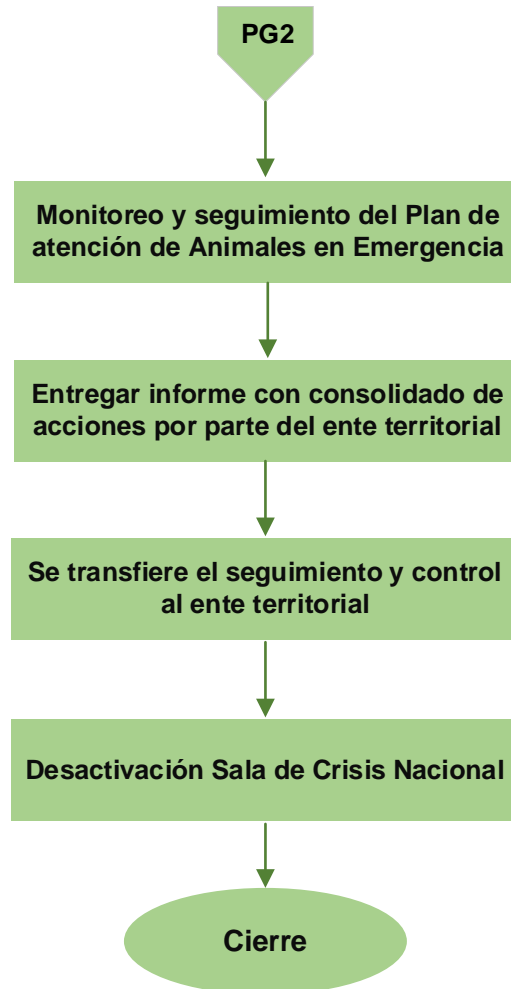 PG2
Monitoreo y seguimiento del Plan de
atención de Animales en Emergencia
Entregar informe con consolidado de
acciones por parte del ente territorial
Se transfiere el seguimiento y control
al ente territorial
Desactivación Sala de Crisis Nacional
Cierre